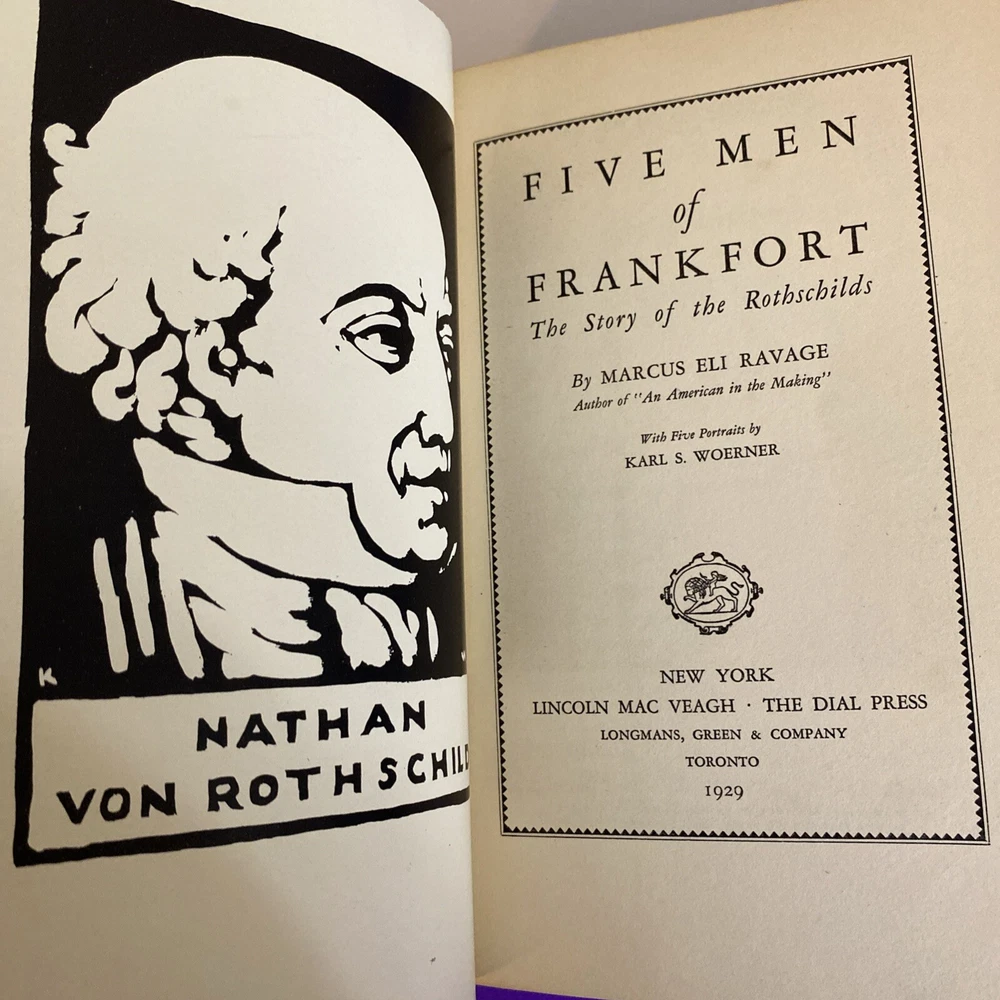 K
NATHAN
VON ROTHSCHILD
FIVE MEN
of
FRANKFORT
The Story of the Rothschilds
By MARCUS ELI RAVAGE
Author of "An American in the Making"
With Five Portraits by
KARL S. WOERNER
NEW YORK
LINCOLN MAC VEAGH · THE DIAL PRESS
LONGMANS, GREEN & COMPANY
TORONTO
1929